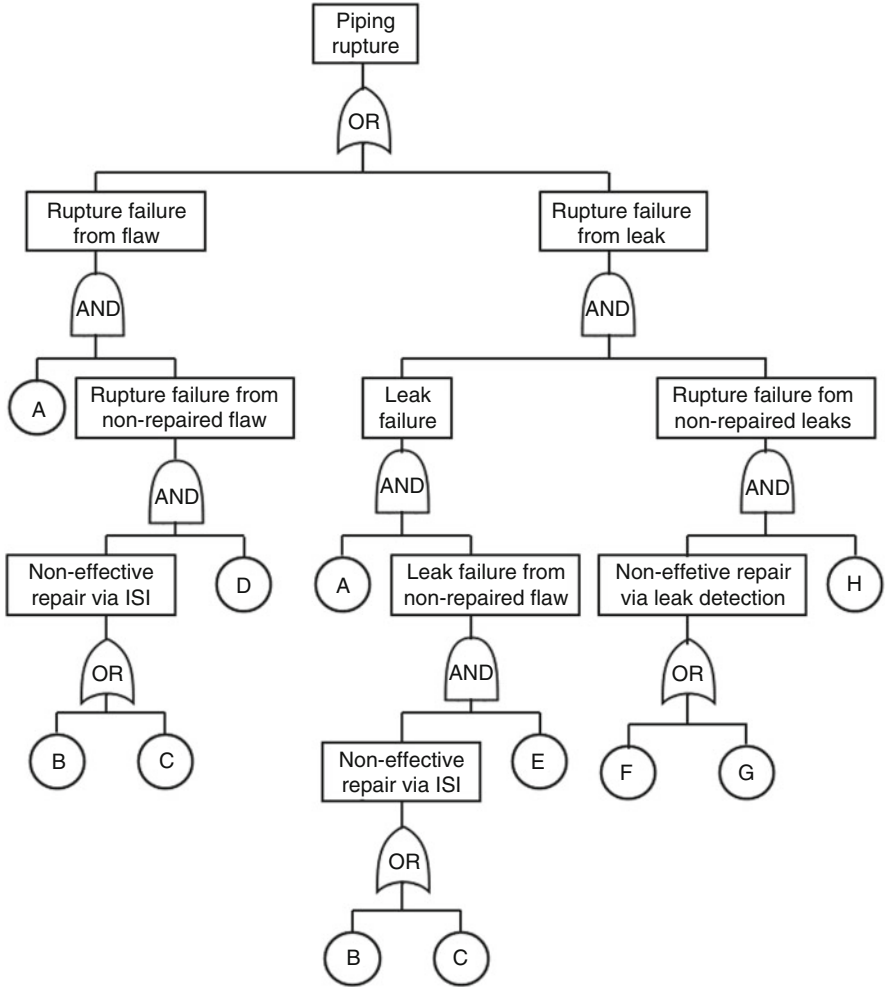 Piping
rupture
OR
Rupture failure
from flaw
Rupture failure
from leak
AND
AND
A
Rupture failure from
non-repaired flaw
Leak
failure
Rupture failure fom
non-repaired leaks
AND
AND
AND
Non-effective
repair via ISI
D
A
Leak failure from
non-repaired flaw
Non-effetive repair
via leak detection
H
OR
AND
OR
B
C
Non-effective
repair via ISI
E
F
G
OR
B
C